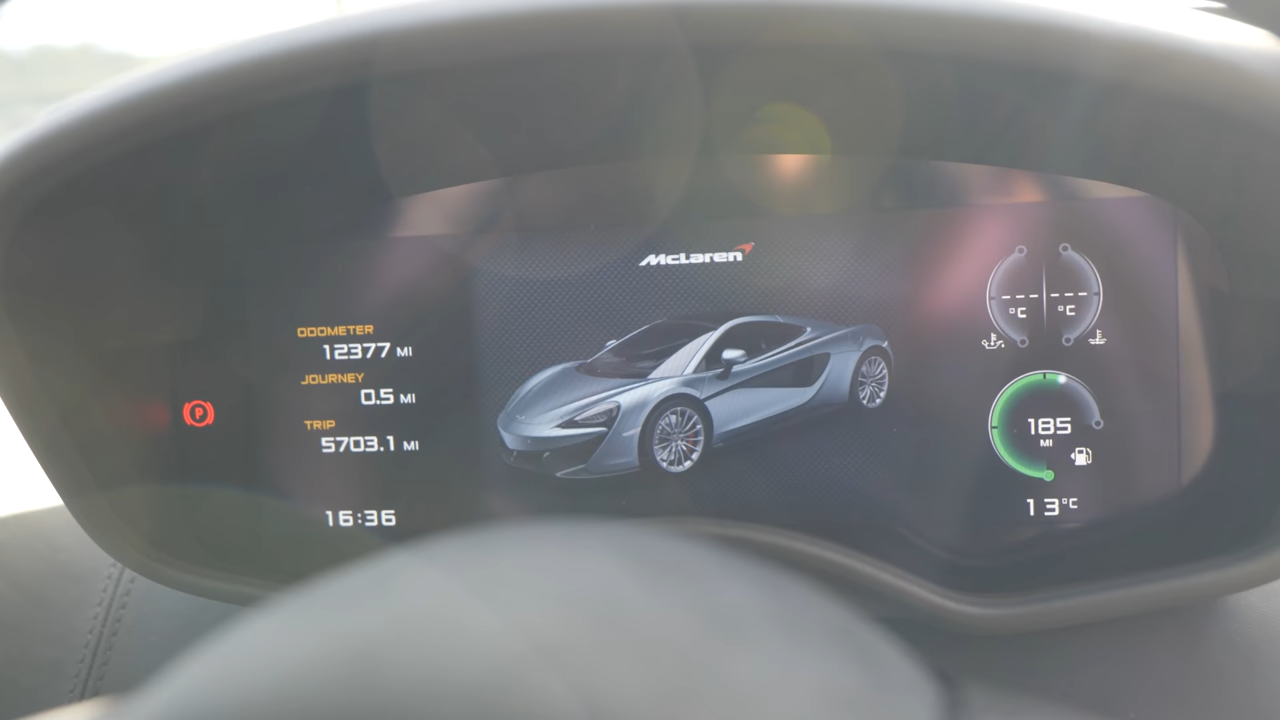 McLaren
ODOMETER
12377 MI
JOURNEY
0.5 MI
TRIP
5703.1 MI
16:36
P
--- ---
°C °C
185
MI
13°C